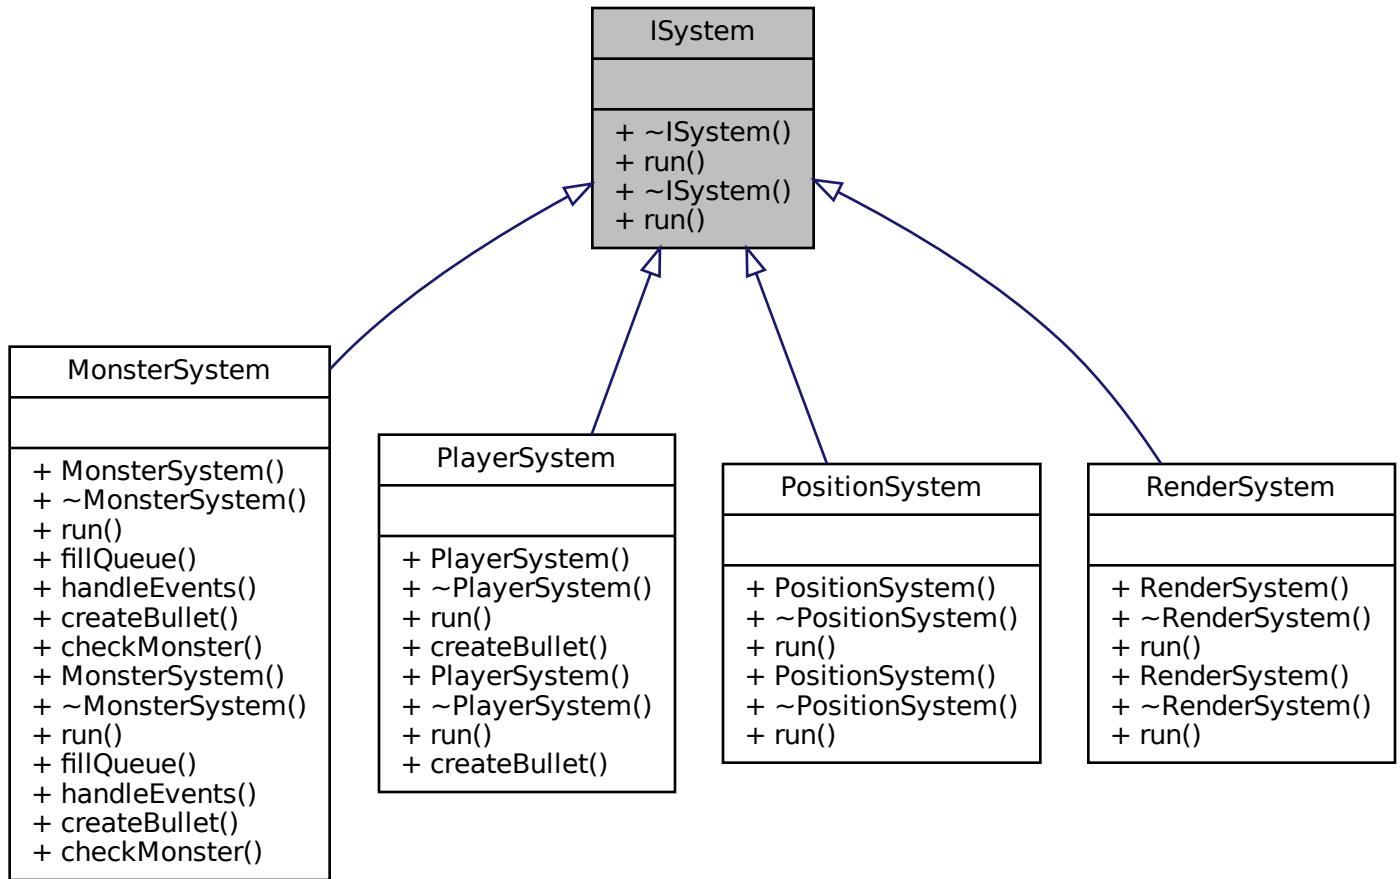 ISystem
+ ~ISystem()
+ run()
+ ~ISystem()
+ run()
MonsterSystem
+ MonsterSystem()
+ ~MonsterSystem()
+ run()
+ fillQueue()
+ handleEvents()
+ createBullet()
+ checkMonster()
+ MonsterSystem()
+ ~MonsterSystem()
+ run()
+ fillQueue()
+ handleEvents()
+ createBullet()
+ checkMonster()
PlayerSystem
+ PlayerSystem()
+ ~PlayerSystem()
+ run()
+ createBullet()
+ PlayerSystem()
+ ~PlayerSystem()
+ run()
+ createBullet()
PositionSystem
+ PositionSystem()
+ ~PositionSystem()
+ run()
+ PositionSystem()
+ ~PositionSystem()
+ run()
RenderSystem
+ RenderSystem()
+ ~RenderSystem()
+ run()
+ RenderSystem()
+ ~RenderSystem()
+ run()